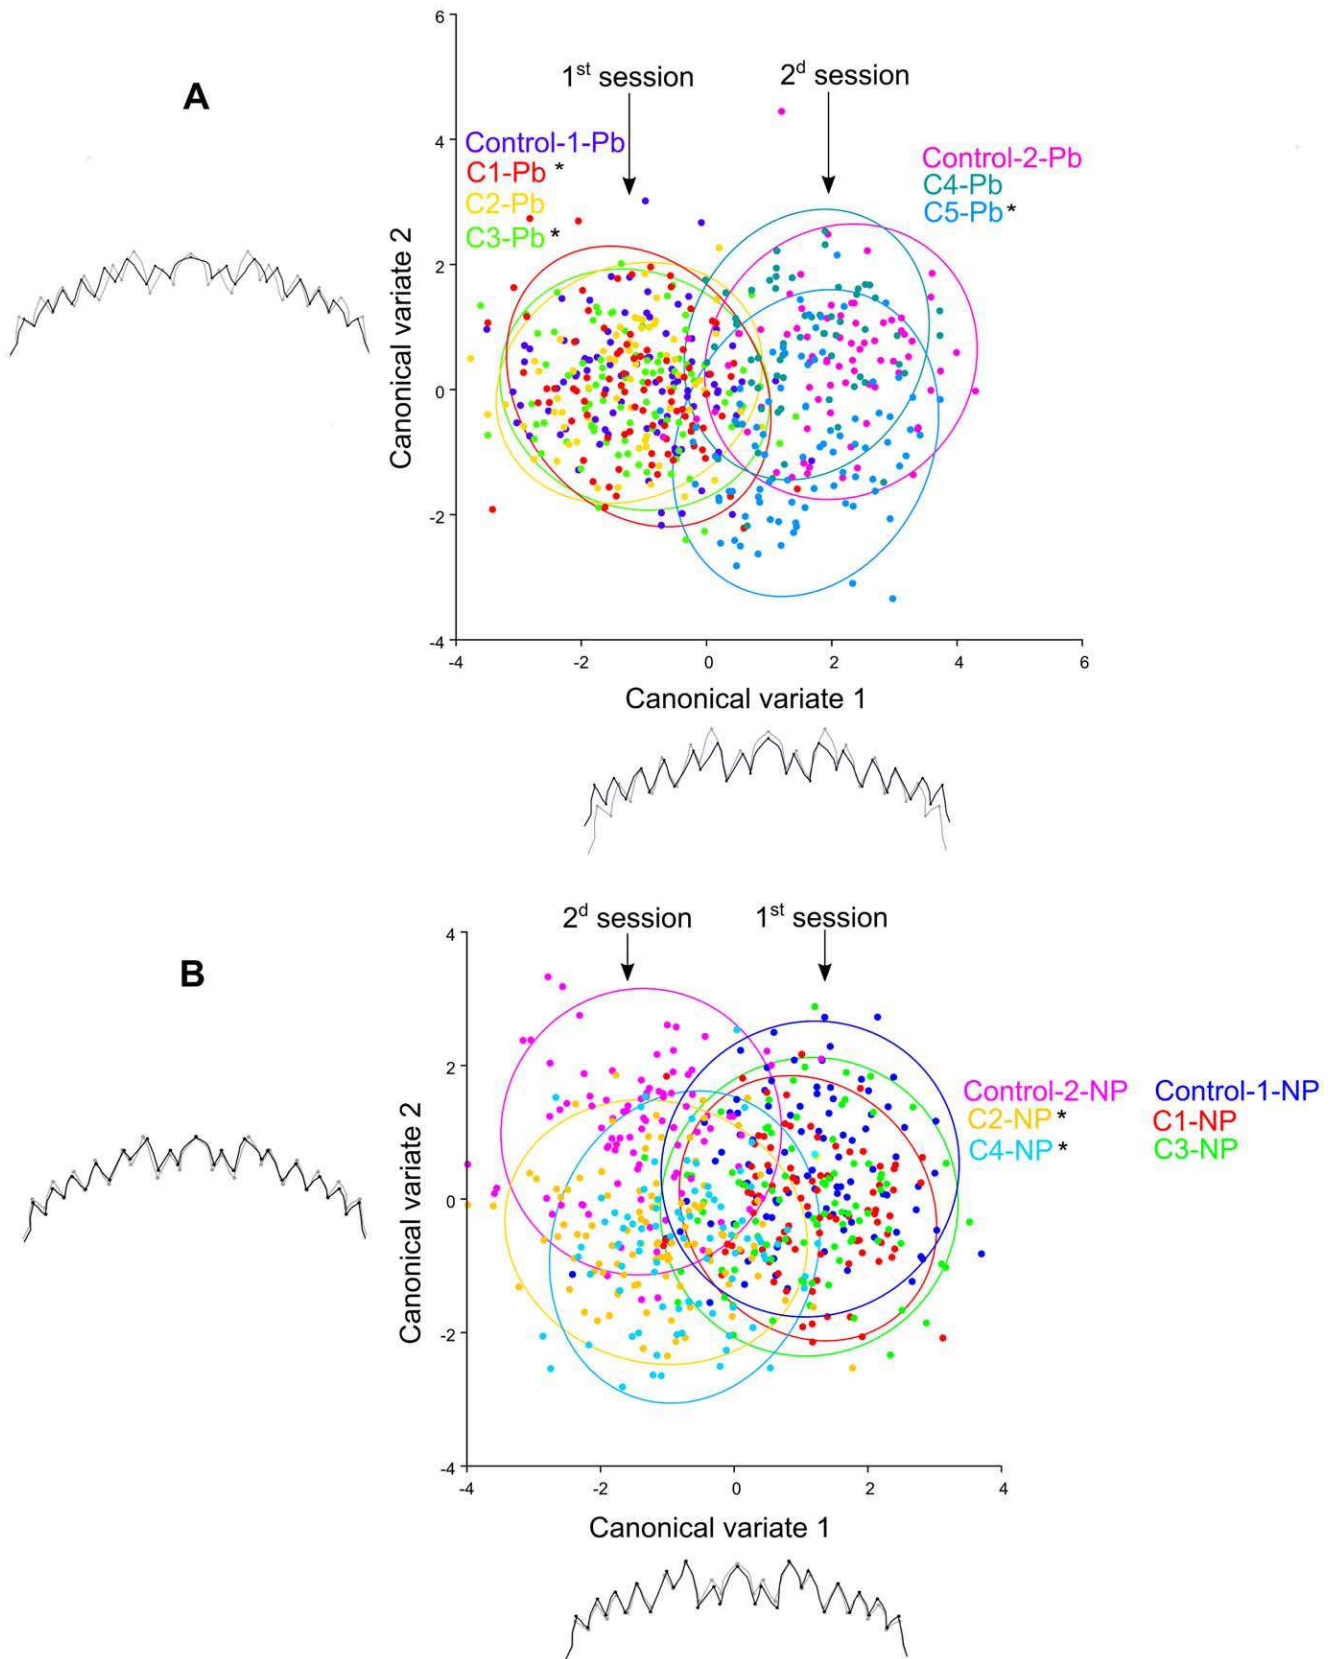 A
1st session
2d session
Control-1-Pb
C1-Pb *
C2-Pb
C3-Pb *
Control-2-Pb
C4-Pb
C5-Pb *
Canonical variate 2
6
4
2
0
-2
-4
-4
-2
0
2
4
6
Canonical variate 1
B
2d session
1st session
Control-2-NP
C2-NP *
C4-NP *
Control-1-NP
C1-NP
C3-NP
Canonical variate 2
4
2
0
-2
-4
-4
-2
0
2
4
Canonical variate 1